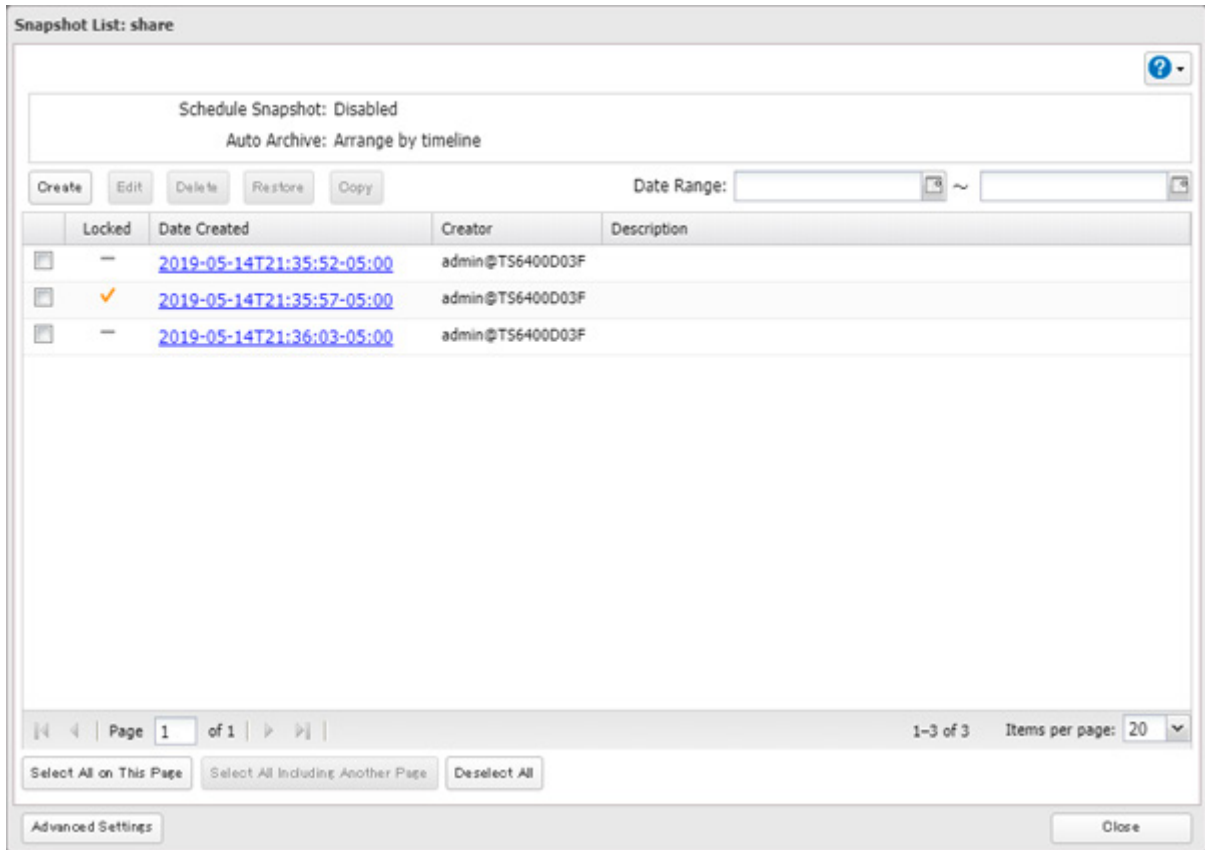 Snapshot List: share
Schedule Snapshot: Disabled
Auto Archive: Arrange by timeline
Create Edit Delete Restore Copy Date Range: ~
Locked Date Created Creator Description
2019-05-14T21:35:52-05:00 admin@TS6400D03F
2019-05-14T21:35:57-05:00 admin@TS6400D03F
2019-05-14T21:36:03-05:00 admin@TS6400D03F
Page 1 of 1 1-3 of 3 Items per page: 20
Select All on This Page Select All Including Another Page Deselect All
Advanced Settings Close